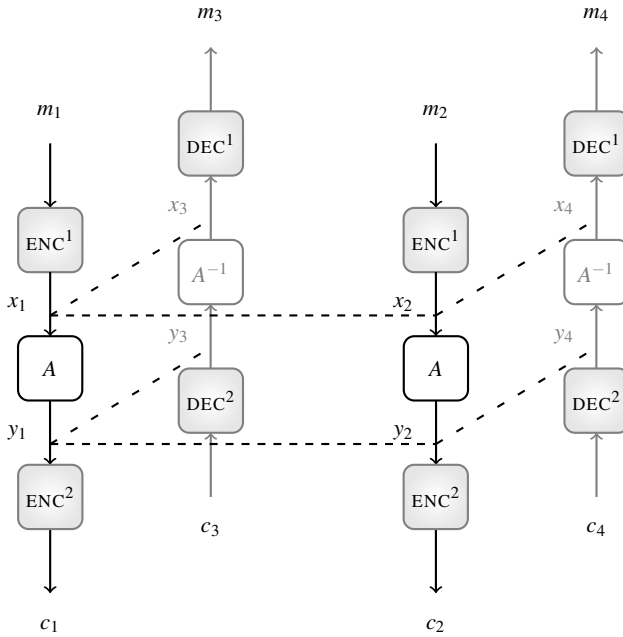 m₃ m₄
m₁ m₂
DEC¹ DEC¹
x₃ x₄
ENC¹ ENC¹
A⁻¹ A⁻¹
x₁ x₂
y₃ y₄
A A
DEC² DEC²
y₁ y₂
ENC² ENC²
c₃ c₄
c₁ c₂